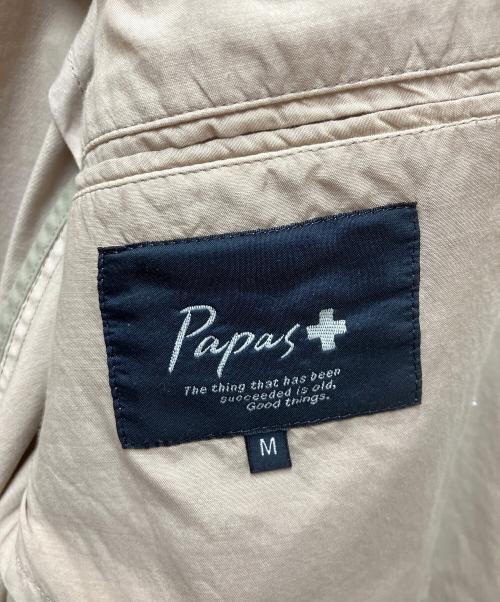 Papas+
The thing that has been
succeeded is old,
Good things.
M